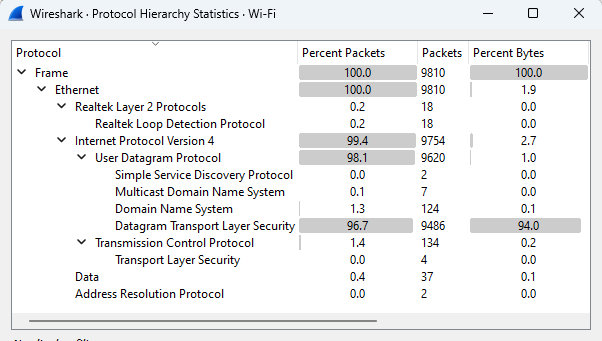 Wireshark · Protocol Hierarchy Statistics · Wi-Fi
Protocol Percent Packets Packets Percent Bytes
Frame 100.0 9810 100.0
Ethernet 100.0 9810 1.9
Realtek Layer 2 Protocols 0.2 18 0.0
Realtek Loop Detection Protocol 0.2 18 0.0
Internet Protocol Version 4 99.4 9754 2.7
User Datagram Protocol 98.1 9620 1.0
Simple Service Discovery Protocol 0.0 2 0.0
Multicast Domain Name System 0.1 7 0.0
Domain Name System 1.3 124 0.1
Datagram Transport Layer Security 96.7 9486 94.0
Transmission Control Protocol 1.4 134 0.2
Transport Layer Security 0.0 4 0.0
Data 0.4 37 0.1
Address Resolution Protocol 0.0 2 0.0